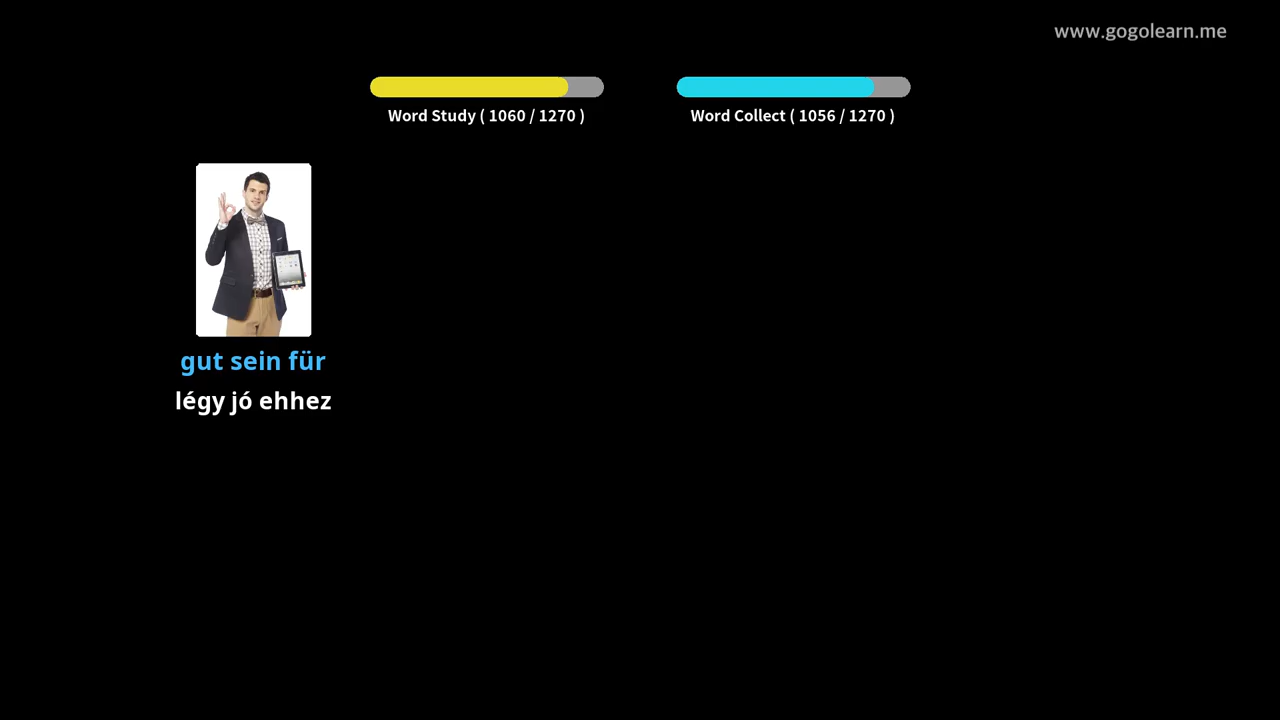 www.gogolearn.me
Word Study ( 1060 / 1270 )
Word Collect ( 1056 / 1270 )
gut sein für
légy jó ehhez